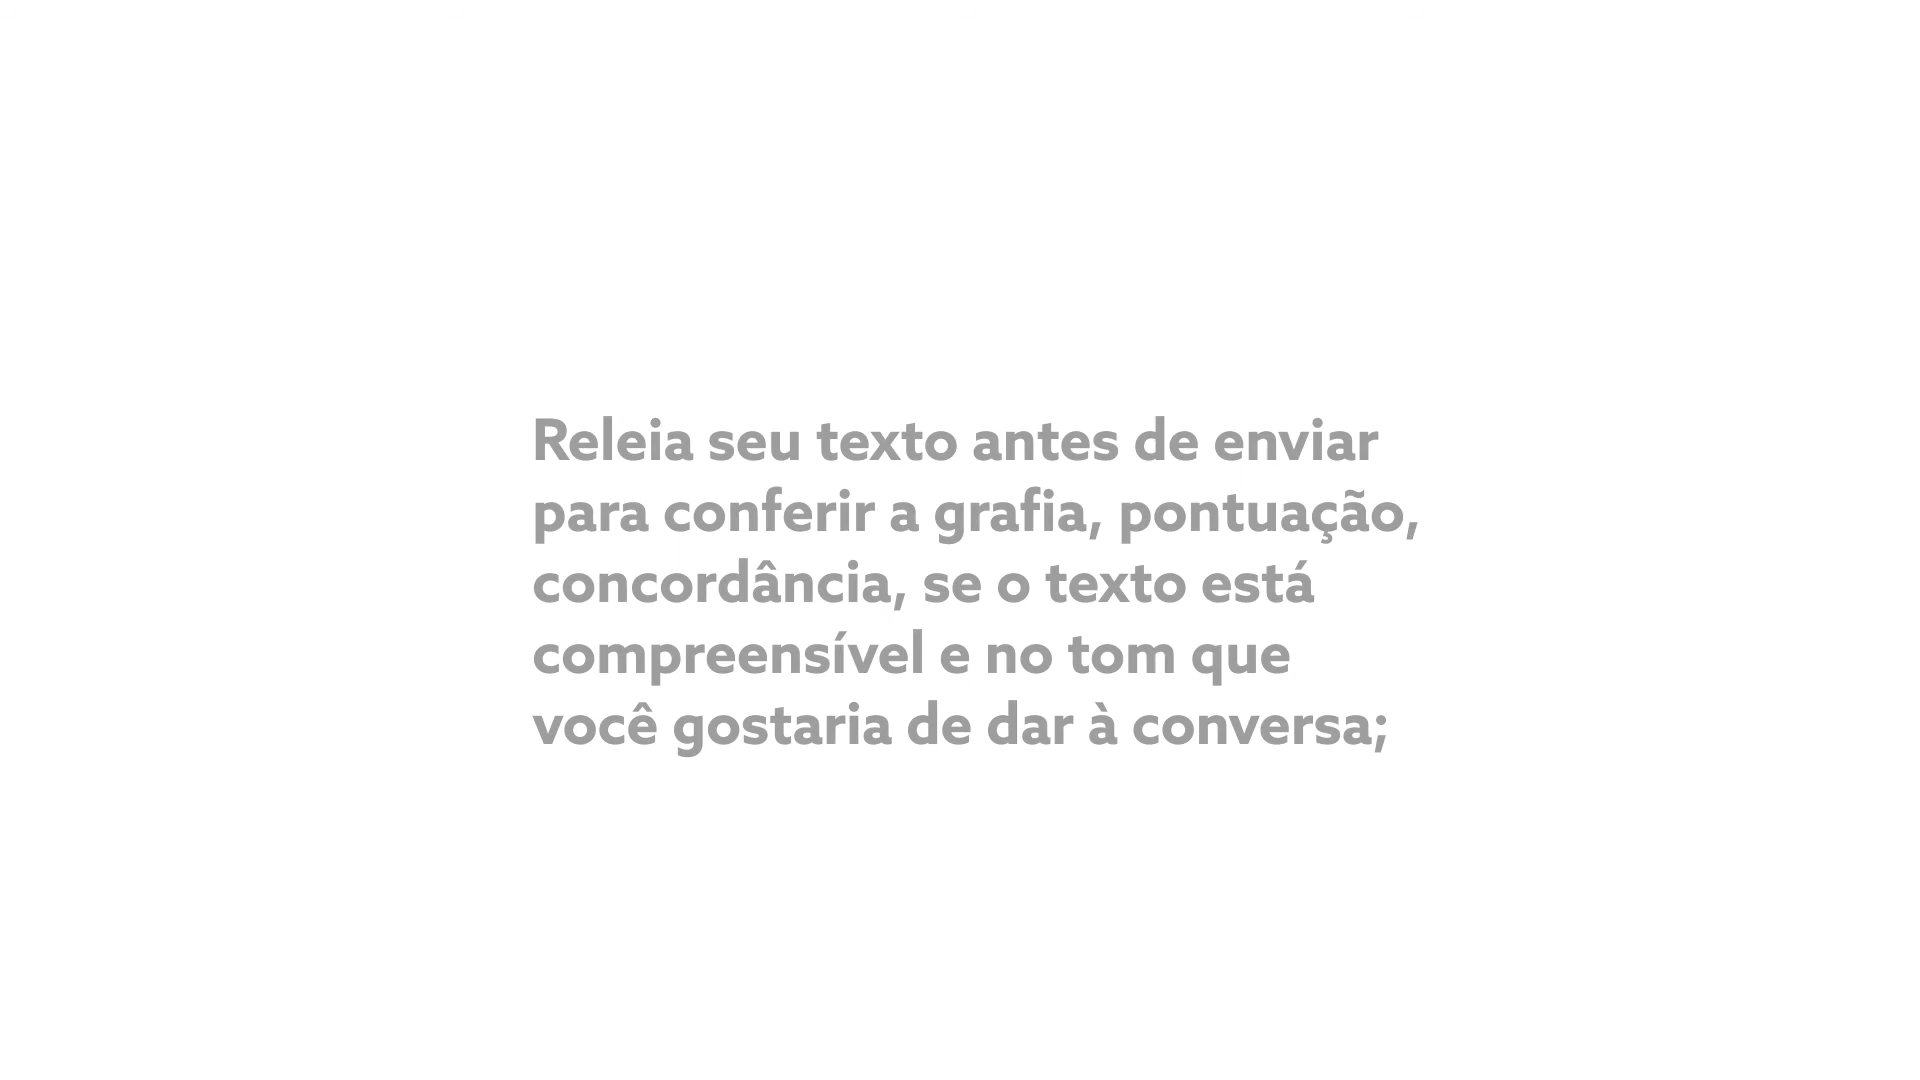 Releia seu texto antes de enviar
para conferir a grafia, pontuação,
concordância, se o texto está
compreensível e no tom que
você gostaria de dar à conversa;